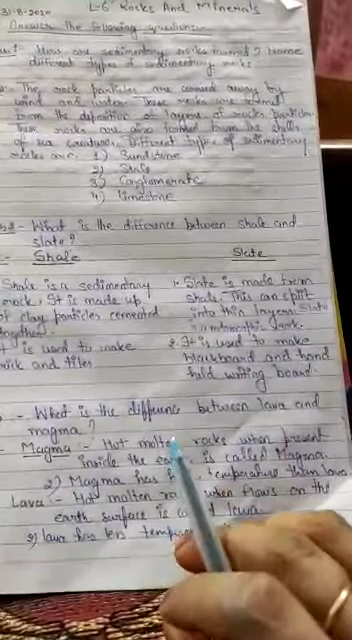 31-8-2020 L-6 Rocks And Minerals
Answer the following questions
How are sedimentary rocks formed? Name
different types of sedimentary rocks.
The rock particles are carried away by
wind and water. These rocks are formed
from the deposition of layers of rocks particles
These rocks are also formed from the shells
of sea creatures. Different types of sedimentary
rocks are. 1) Sandstone
2) Shale
3) Conglomerate
4) limestone
- What is the difference between shale and
slate?
- Shale Slate
Shale is a sedimentary
rock. It is made up
of clay particles cemented
together.
It is used to make
brick and tiles
1. Slate is made from
shale. This can split
into thin layers. Slate
is a metamorphic rock.
2. It is used to make
blackboard and hand
held writing board.
- What is the difference between lava and
magma?
- Magma :- Hot molten rocks when present
inside the is called Magma.
2) Magma has temperature than lava
Lava :- Hot molten when flows on the
earth surface is lava.
2) lava has less